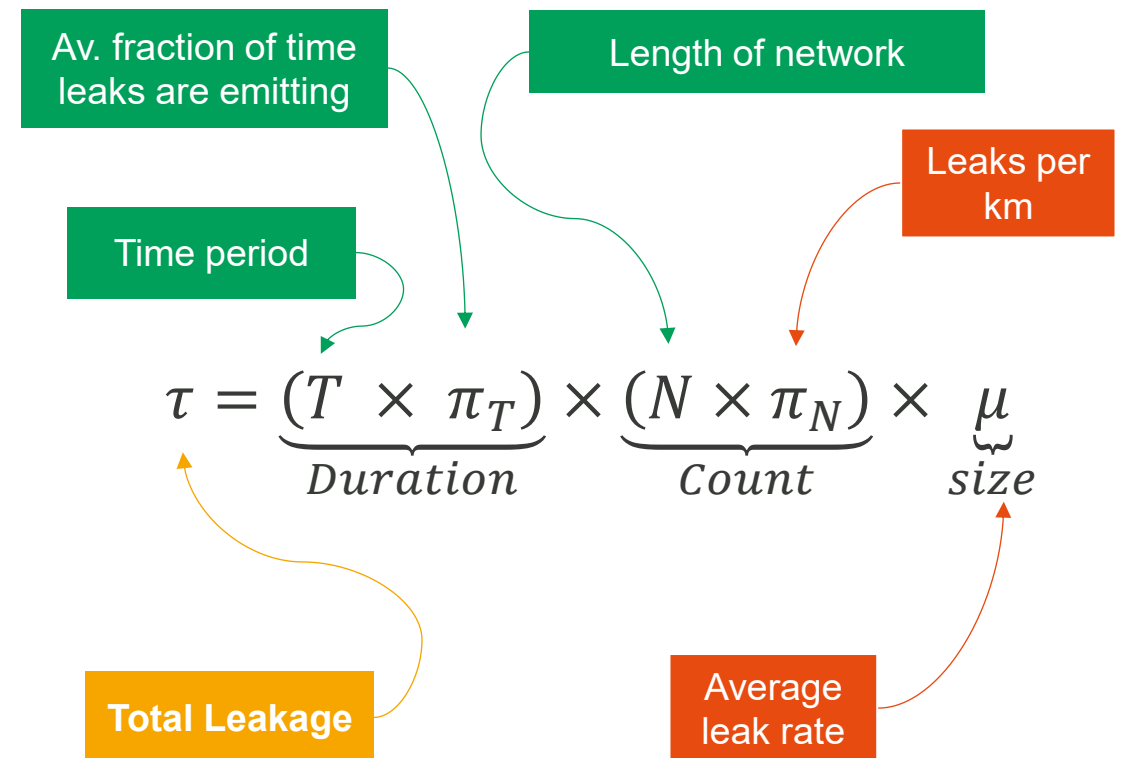 Av. fraction of time
leaks are emitting
Length of network
Leaks per
km
Time period
τ = (T × π_T) × (N × π_N) × μ
Duration Count size
Total Leakage
Average
leak rate